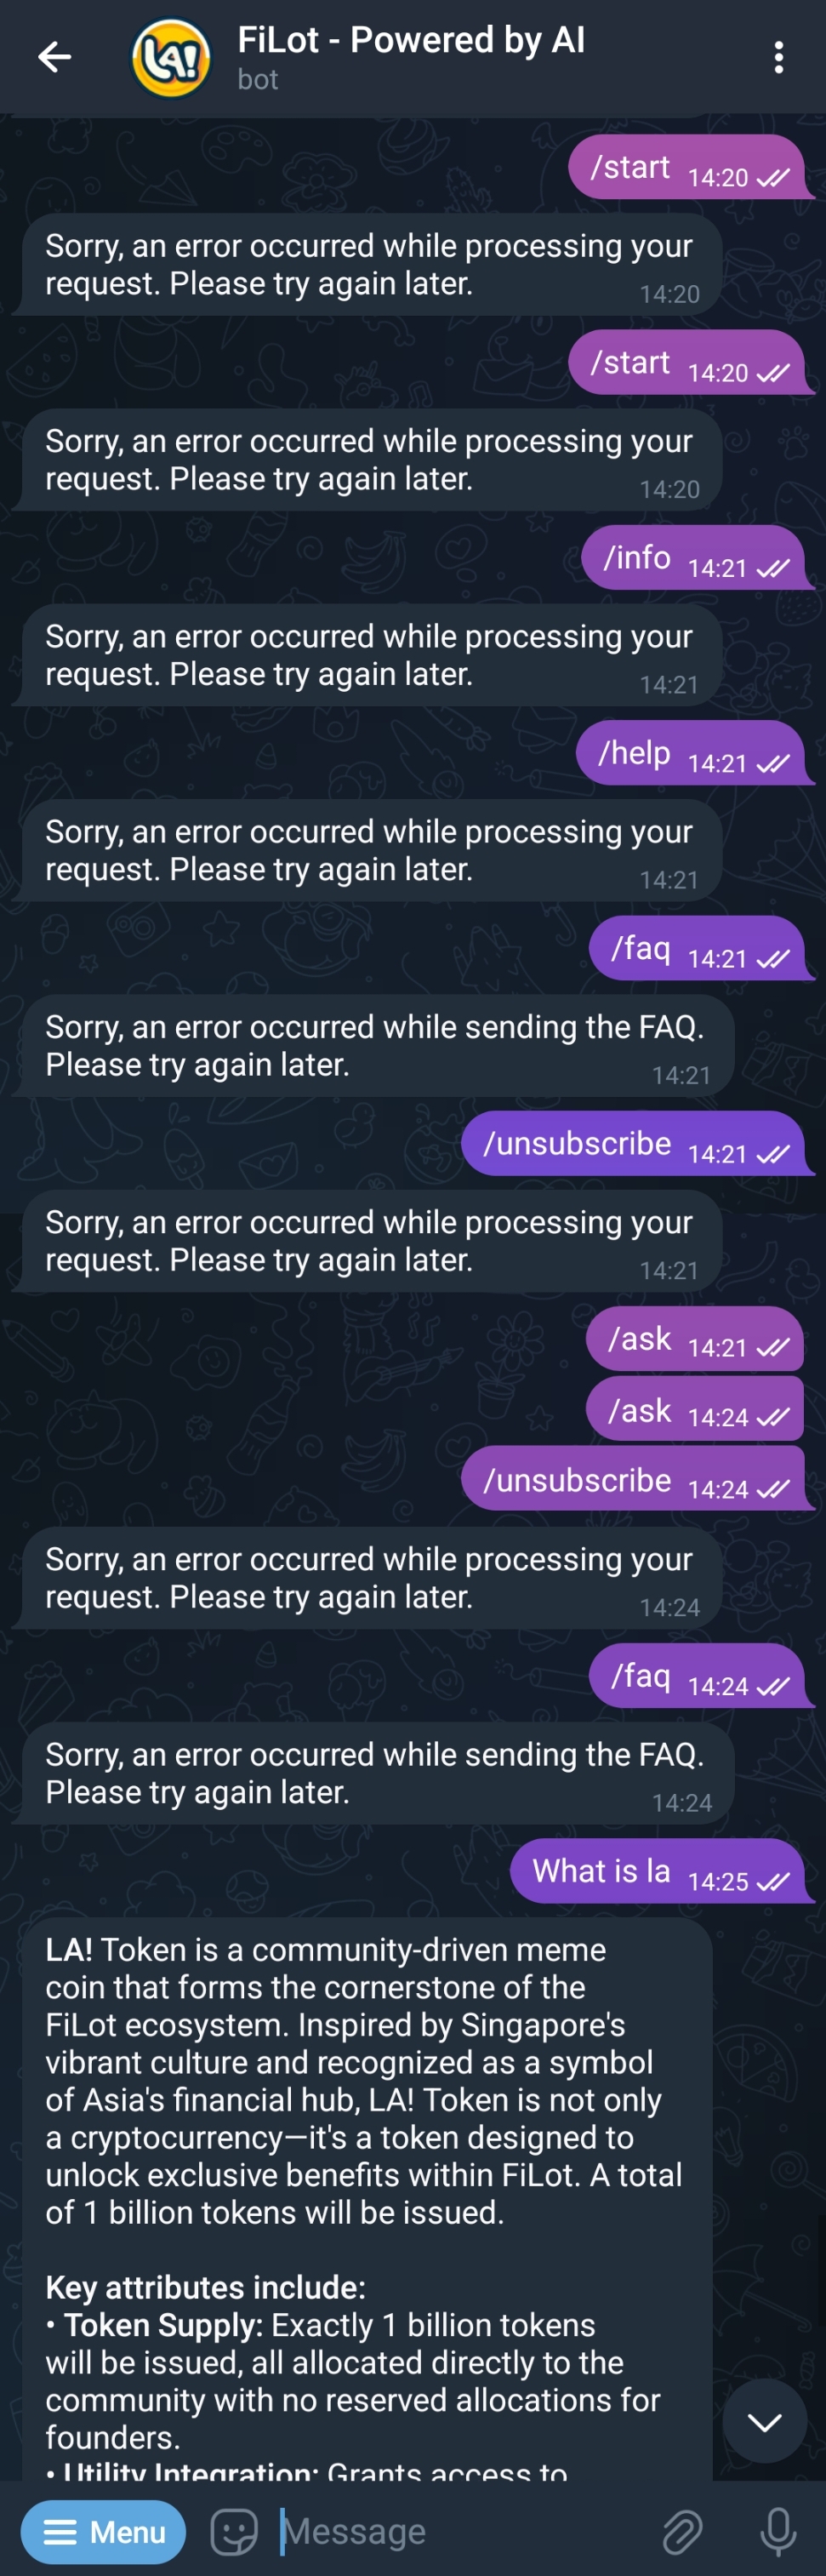 FiLot - Powered by AI
LA!
bot
/start 14:20
Sorry, an error occurred while processing your
request. Please try again later.
14:20
/start 14:20
Sorry, an error occurred while processing your
request. Please try again later.
14:20
/info 14:21
Sorry, an error occurred while processing your
request. Please try again later.
14:21
/help 14:21
Sorry, an error occurred while processing your
request. Please try again later.
14:21
/faq 14:21
Sorry, an error occurred while sending the FAQ.
Please try again later.
14:21
/unsubscribe 14:21
Sorry, an error occurred while processing your
request. Please try again later.
14:21
/ask 14:21
/ask 14:24
/unsubscribe 14:24
Sorry, an error occurred while processing your
request. Please try again later.
14:24
/faq 14:24
Sorry, an error occurred while sending the FAQ.
Please try again later.
14:24
What is la 14:25
LA! Token is a community-driven meme
coin that forms the cornerstone of the
FiLot ecosystem. Inspired by Singapore's
vibrant culture and recognized as a symbol
of Asia's financial hub, LA! Token is not only
a cryptocurrency—it's a token designed to
unlock exclusive benefits within FiLot. A total
of 1 billion tokens will be issued.
Key attributes include:
• Token Supply: Exactly 1 billion tokens
will be issued, all allocated directly to the
community with no reserved allocations for
founders.
• Utility Integration: Grants access to
Menu
Message